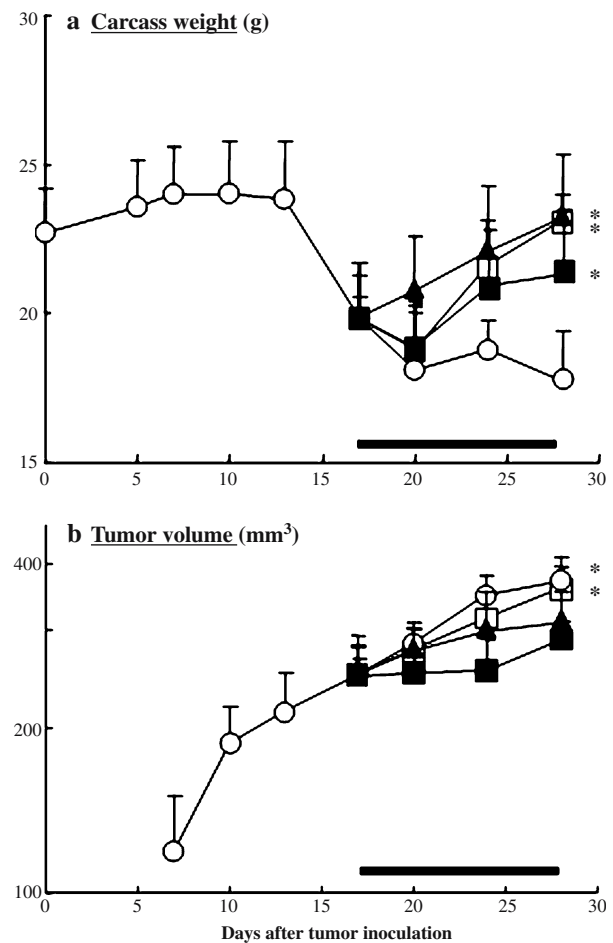 a Carcass weight (g)
30
25
20
15
0 5 10 15 20 25 30
*
*
*
b Tumor volume (mm³)
400
200
100
*
*
0 5 10 15 20 25 30
Days after tumor inoculation